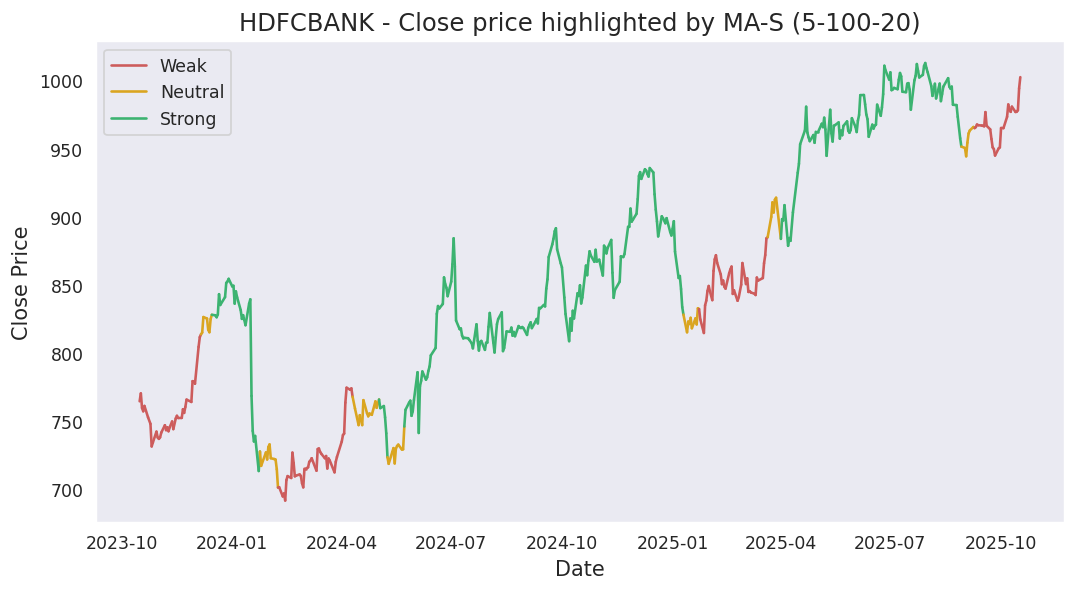 HDFCBANK - Close price highlighted by MA-S (5-100-20)
Weak
Neutral
Strong
Close Price
1000
950
900
850
800
750
700
2023-10 2024-01 2024-04 2024-07 2024-10 2025-01 2025-04 2025-07 2025-10
Date